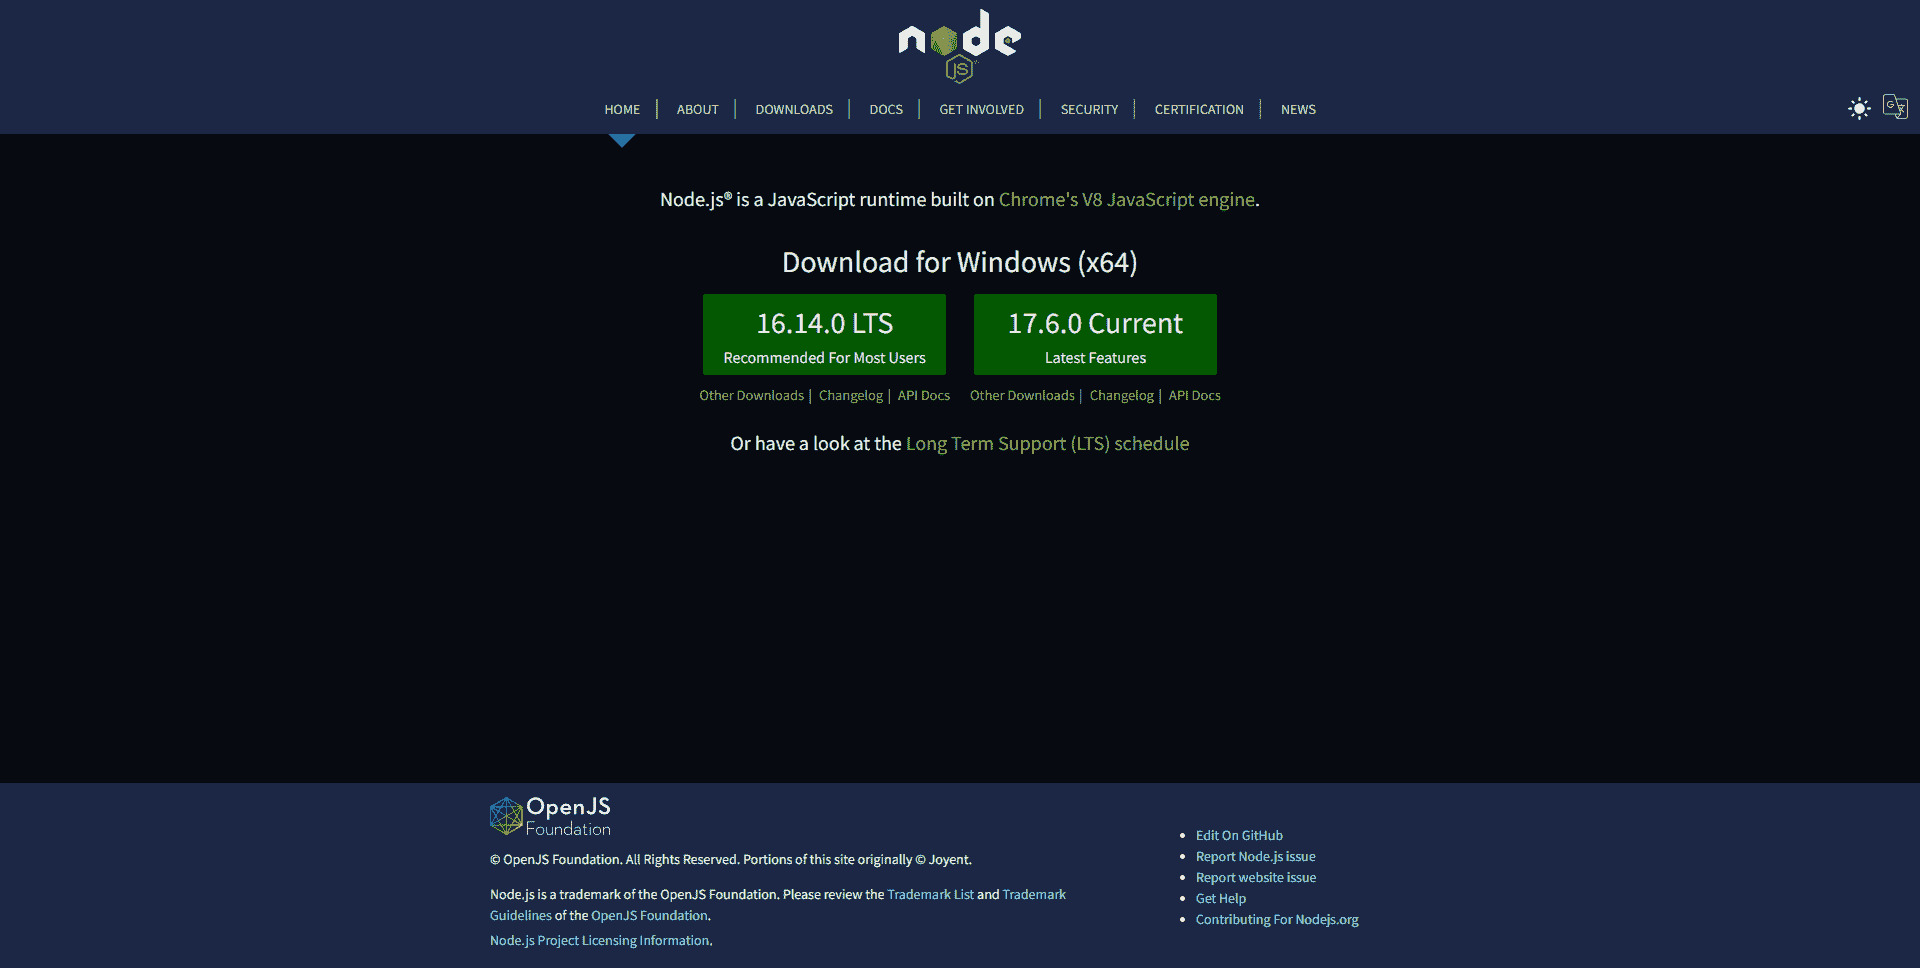 node
JS
HOME | ABOUT | DOWNLOADS | DOCS | GET INVOLVED | SECURITY | CERTIFICATION | NEWS
Node.js® is a JavaScript runtime built on Chrome's V8 JavaScript engine.
Download for Windows (x64)
16.14.0 LTS
Recommended For Most Users
Other Downloads | Changelog | API Docs
17.6.0 Current
Latest Features
Other Downloads | Changelog | API Docs
Or have a look at the Long Term Support (LTS) schedule
OpenJS
Foundation
© OpenJS Foundation. All Rights Reserved. Portions of this site originally © Joyent.
Node.js is a trademark of the OpenJS Foundation. Please review the Trademark List and Trademark
Guidelines of the OpenJS Foundation.
Node.js Project Licensing Information.
Edit On GitHub
Report Node.js issue
Report website issue
Get Help
Contributing For Nodejs.org